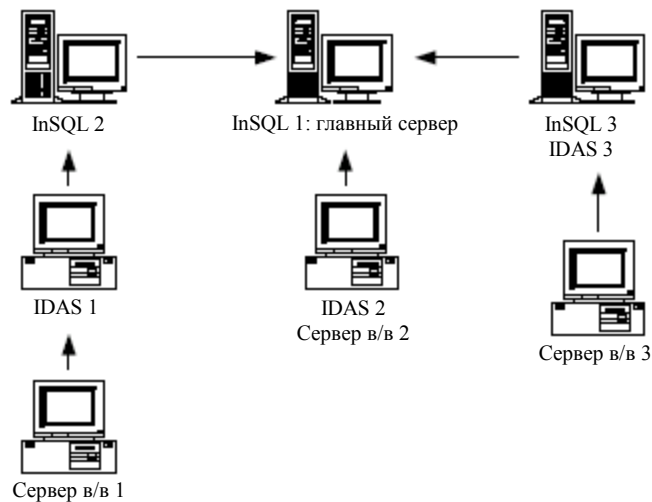 InSQL 2
InSQL 1: главный сервер
InSQL 3
IDAS 3
IDAS 1
IDAS 2
Сервер в/в 2
Сервер в/в 3
Сервер в/в 1